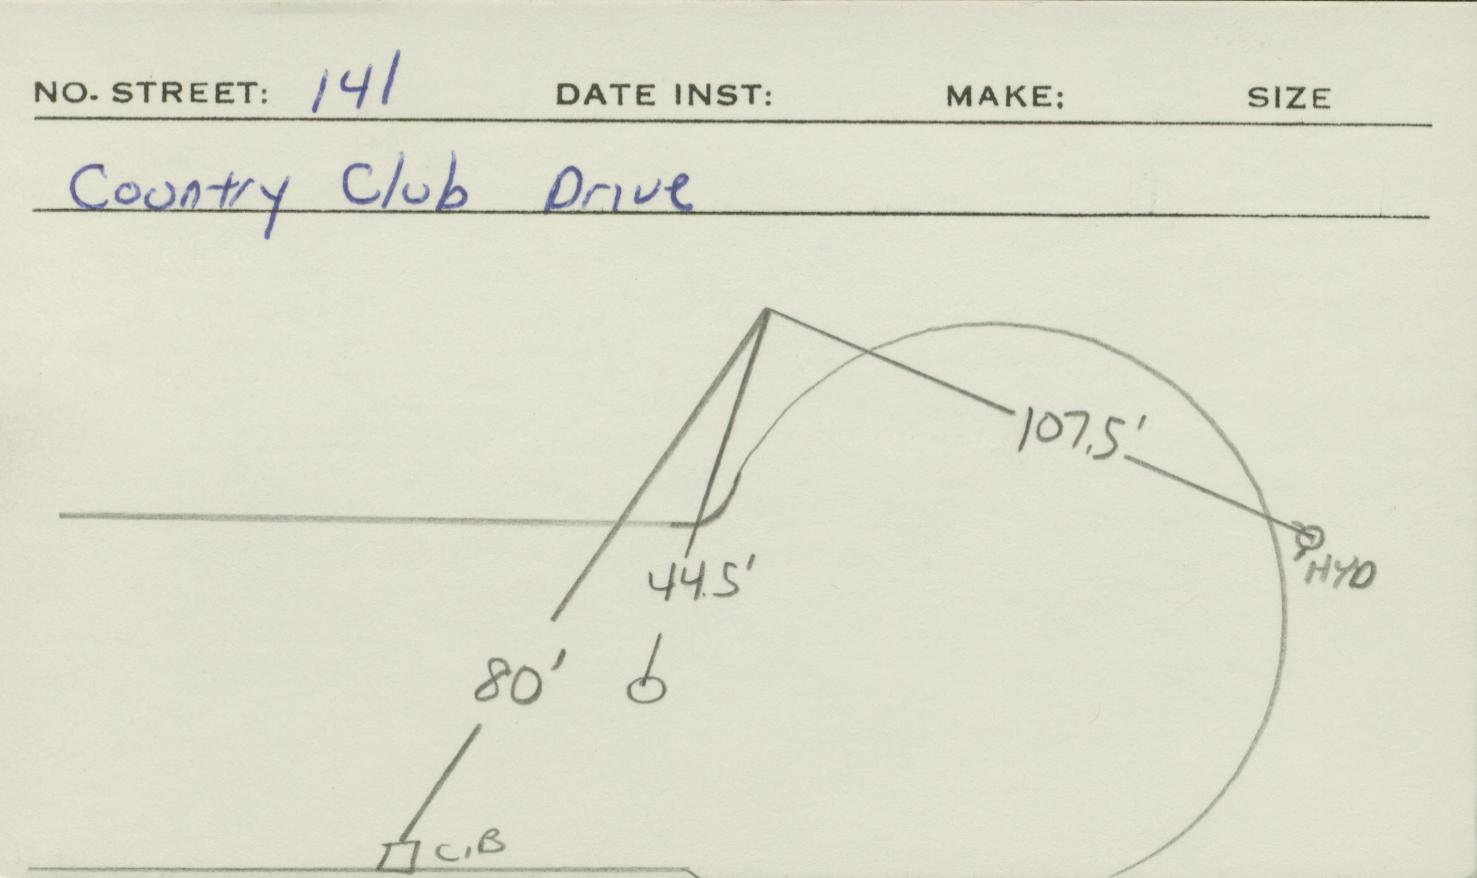 NO. STREET: 141 DATE INST: MAKE: SIZE
Country Club Drive
107.5'
HYD
44.5'
80'
C.B